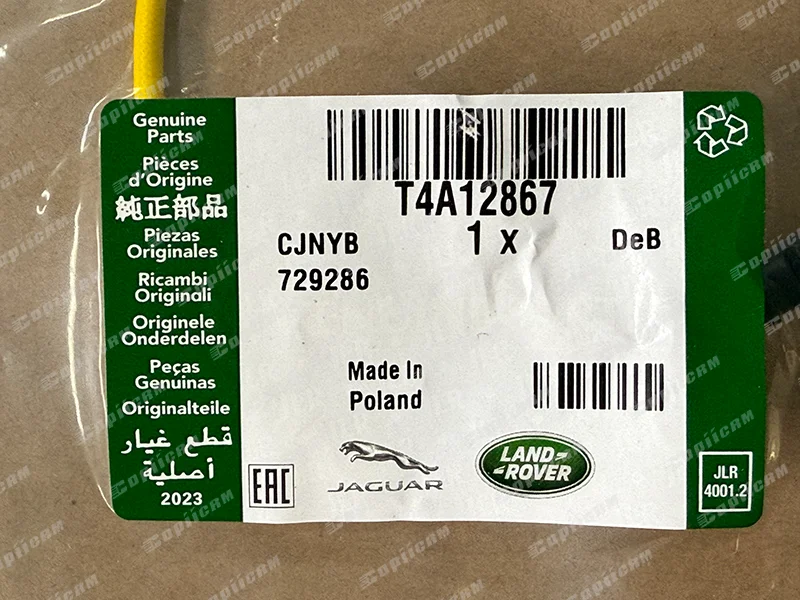 Genuine
Parts
Pièces
d'Origine
純正部品
Piezas
Originales
Ricambi
Originali
Originele
Onderdelen
Peças
Genuinas
Originalteile
قطع غيار
أصلية
2023
T4A12867
1 x
CJNYB
DeB
729286
Made In
Poland
EAC
JAGUAR
LAND-
-ROVER
JLR
4001.2
CopiiCAM